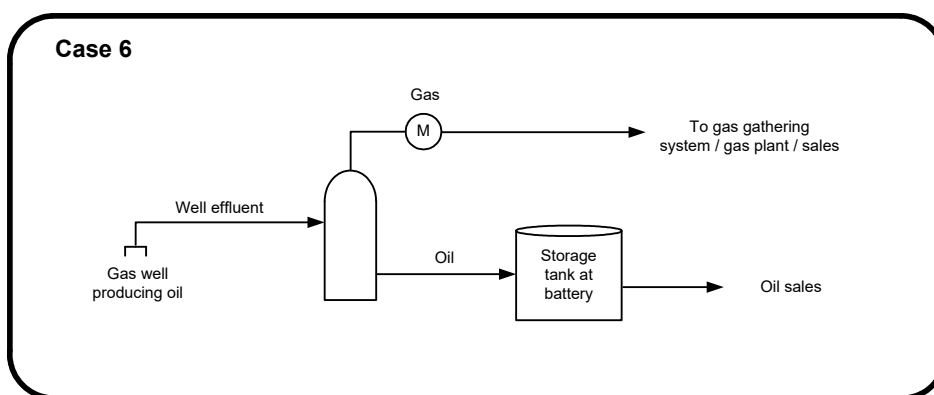 Case 6
Gas
M
To gas gathering
system / gas plant / sales
Well effluent
Gas well
producing oil
Oil
Storage
tank at
battery
Oil sales